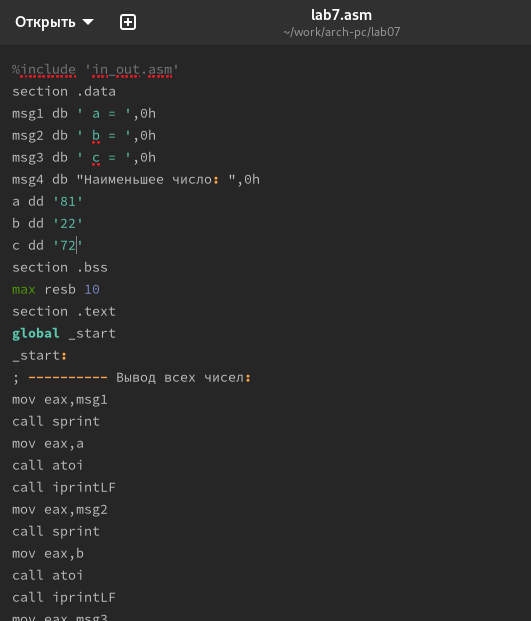 Открыть
lab7.asm
~/work/arch-pc/lab07
%include 'in_out.asm'
section .data
msg1 db ' a = ',0h
msg2 db ' b = ',0h
msg3 db ' c = ',0h
msg4 db "Наименьшее число: ",0h
a dd '81'
b dd '22'
c dd '72'
section .bss
max resb 10
section .text
global _start
_start:
; ---------- Вывод всех чисел:
mov eax,msg1
call sprint
mov eax,a
call atoi
call iprintLF
mov eax,msg2
call sprint
mov eax,b
call atoi
call iprintLF
mov eax,msg3